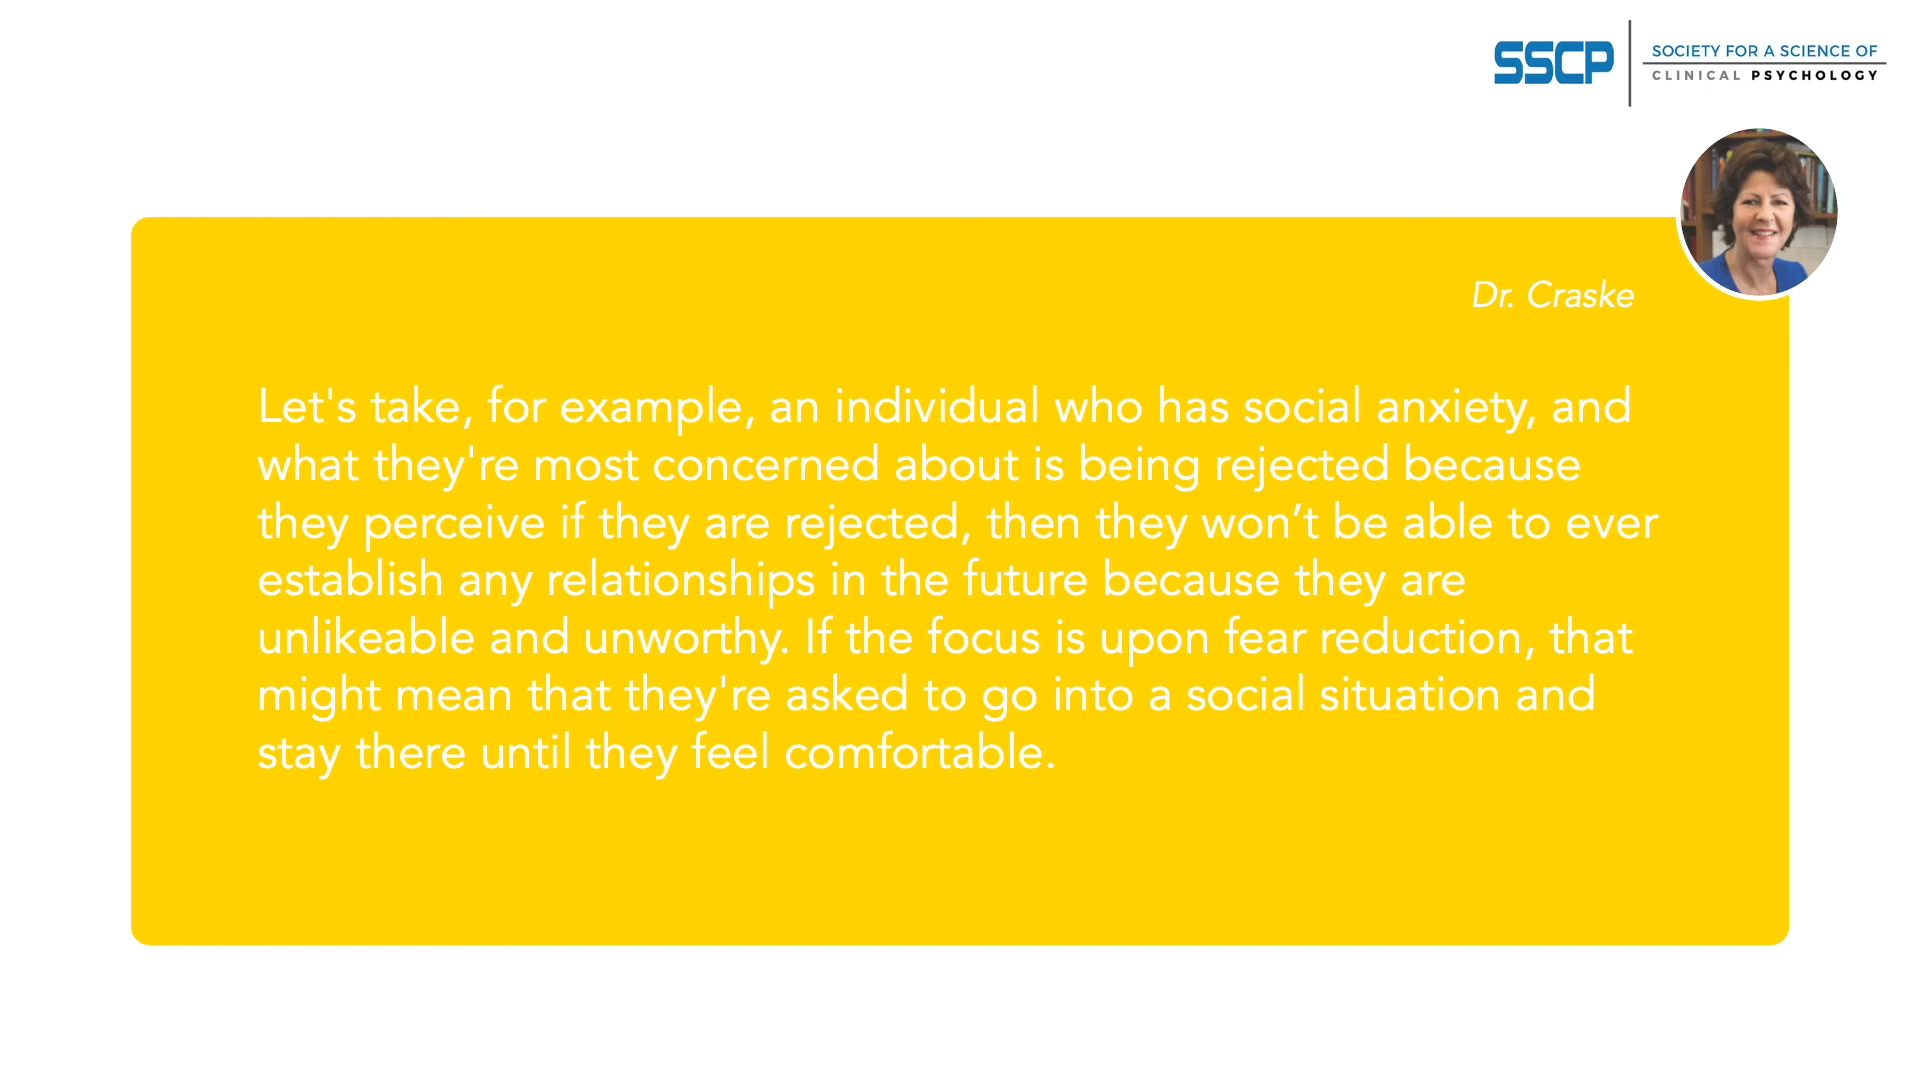 SSCP
SOCIETY FOR A SCIENCE OF
CLINICAL PSYCHOLOGY
Dr. Craske
Let's take, for example, an individual who has social anxiety, and
what they're most concerned about is being rejected because
they perceive if they are rejected, then they won’t be able to ever
establish any relationships in the future because they are
unlikeable and unworthy. If the focus is upon fear reduction, that
might mean that they're asked to go into a social situation and
stay there until they feel comfortable.